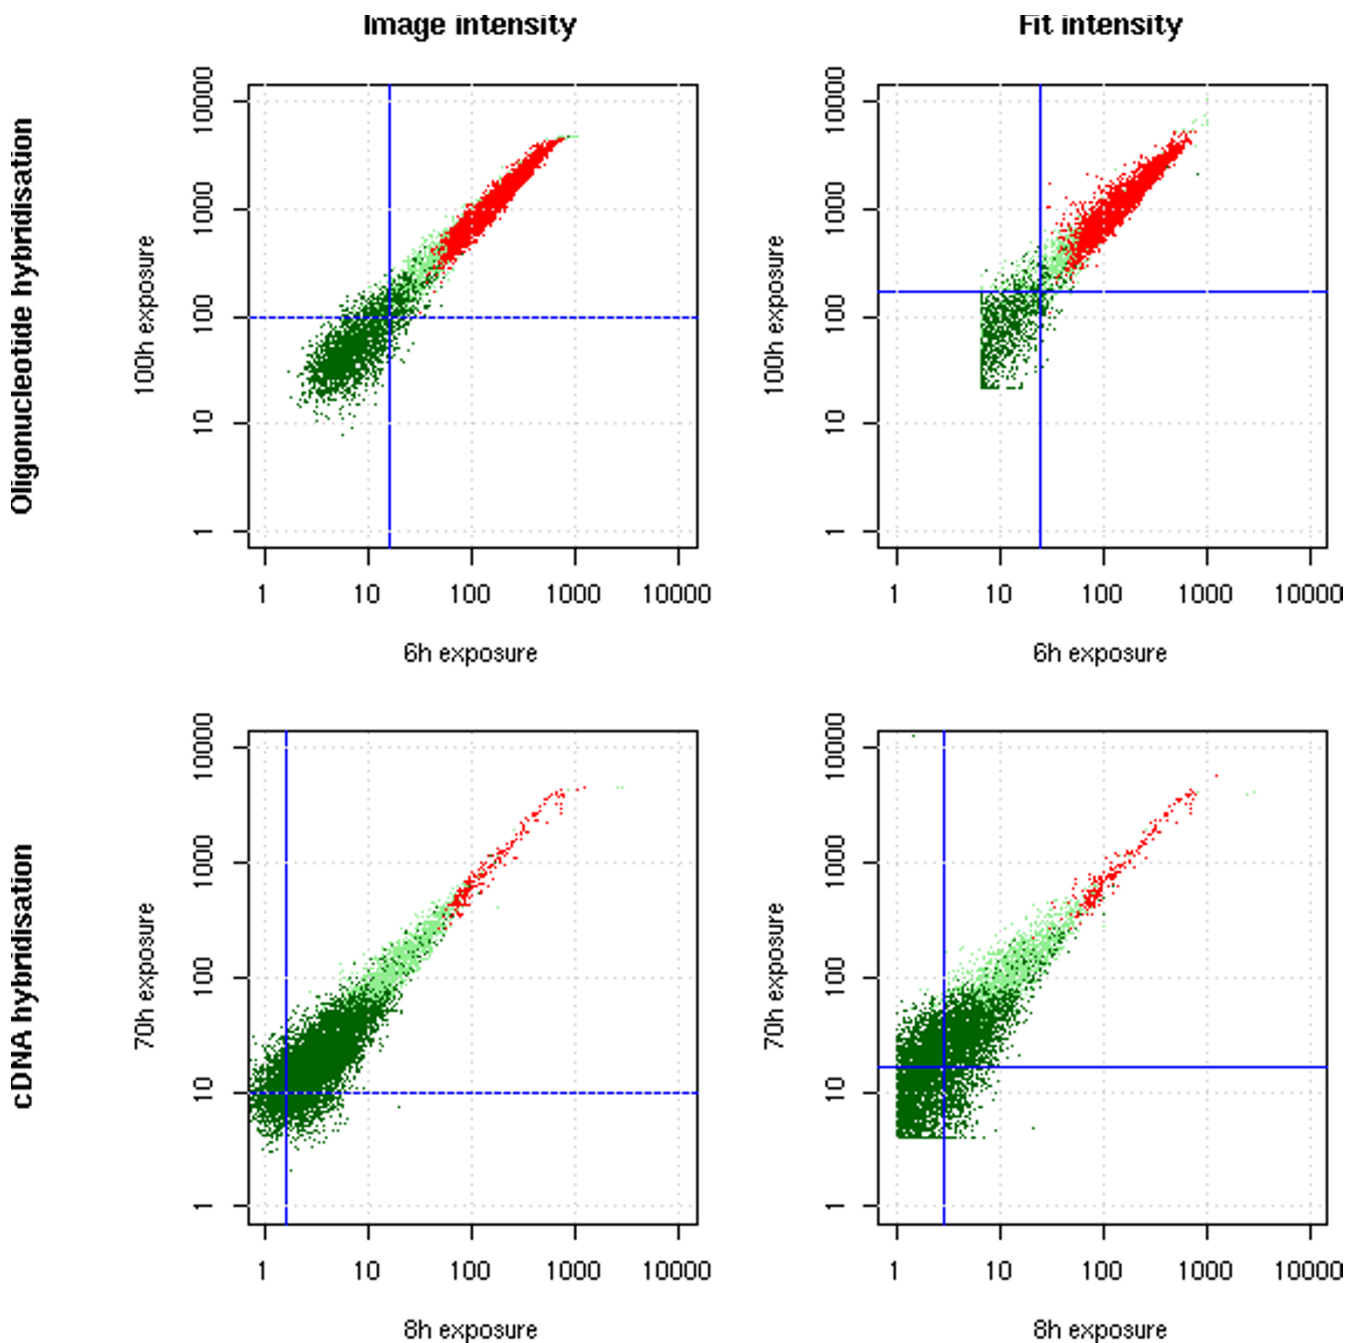 Image intensity
Fit intensity
Oligonucleotide hybridisation
100h exposure
10000
1000
100
10
1
1 10 100 1000 10000
6h exposure
100h exposure
10000
1000
100
10
1
1 10 100 1000 10000
6h exposure
cDNA hybridisation
70h exposure
10000
1000
100
10
1
1 10 100 1000 10000
8h exposure
70h exposure
10000
1000
100
10
1
1 10 100 1000 10000
8h exposure